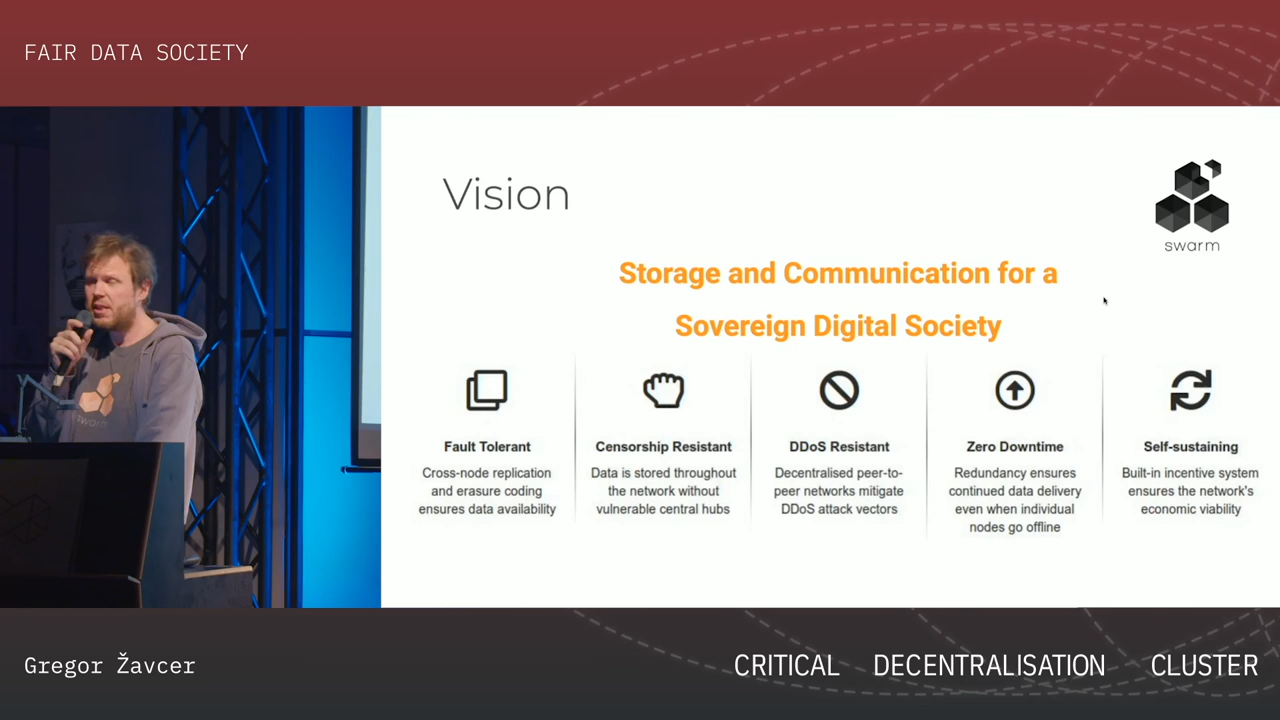 FAIR DATA SOCIETY
Vision
swarm
Storage and Communication for a
Sovereign Digital Society
Fault Tolerant
Cross-node replication
and erasure coding
ensures data availability
Censorship Resistant
Data is stored throughout
the network without
vulnerable central hubs
DDoS Resistant
Decentralised peer-to-
peer networks mitigate
DDoS attack vectors
Zero Downtime
Redundancy ensures
continued data delivery
even when individual
nodes go offline
Self-sustaining
Built-in incentive system
ensures the network's
economic viability
swarm
Gregor Žavcer
CRITICAL DECENTRALISATION CLUSTER